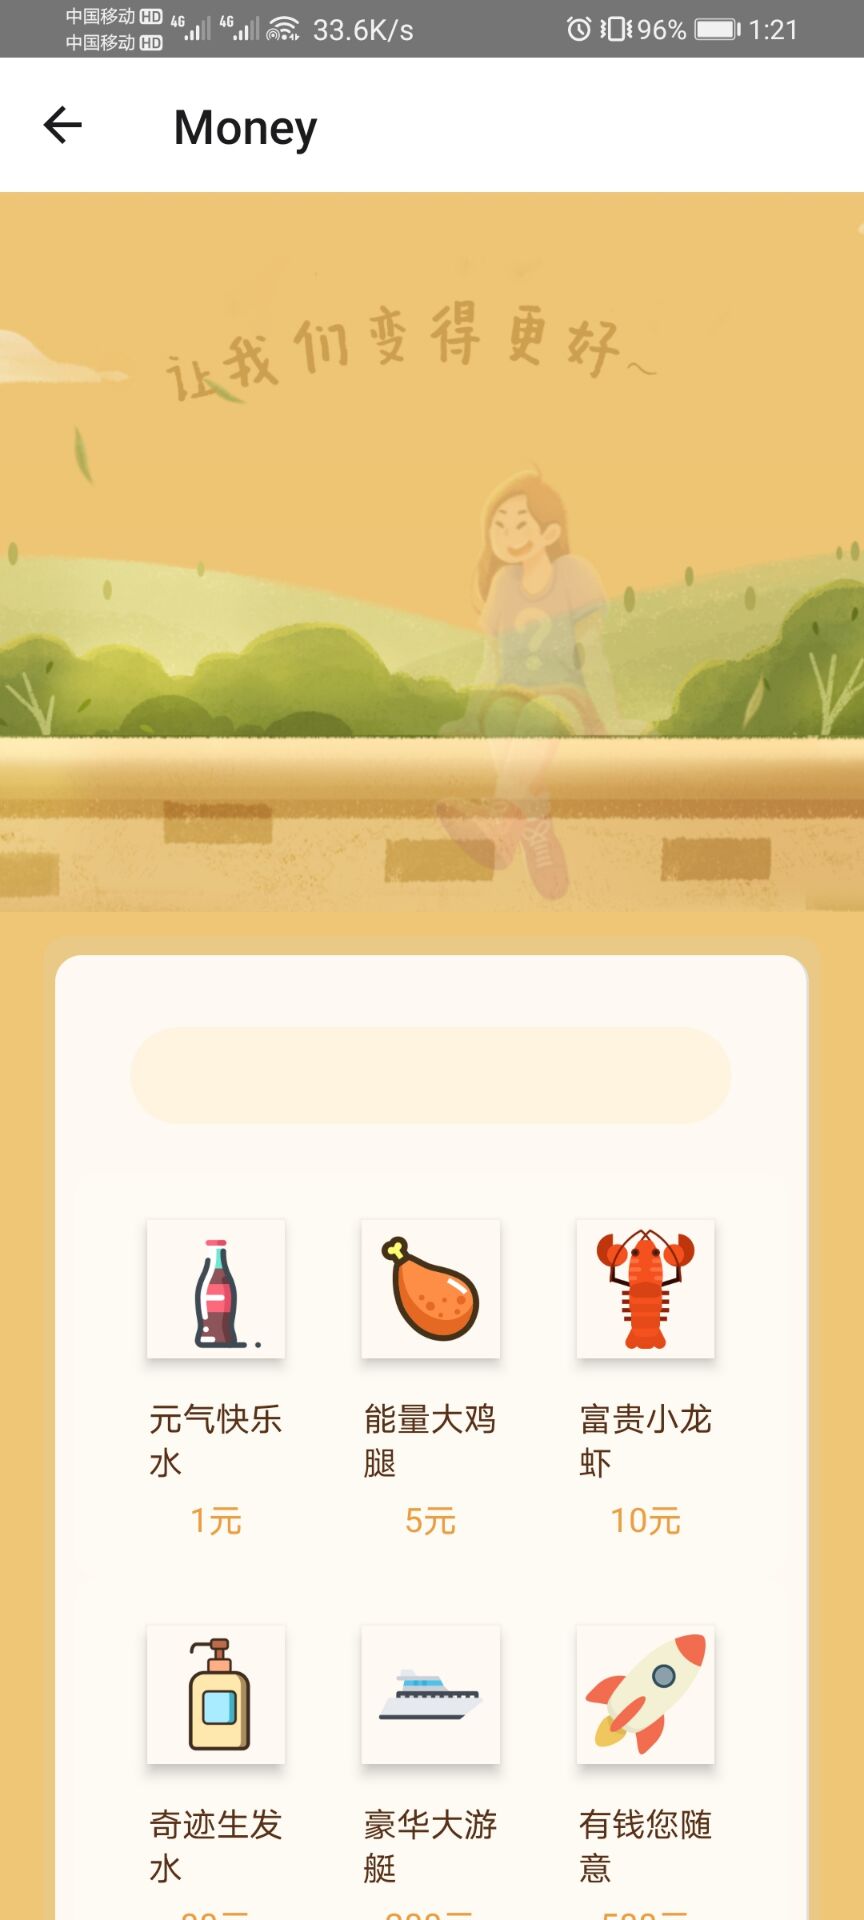 中国移动 HD 4G 4G 33.6K/s 96% 1:21
中国移动 HD
Money
让我们变得更好~
元气快乐水 能量大鸡腿 富贵小龙虾
1元 5元 10元
奇迹生发水 豪华大游艇 有钱您随意